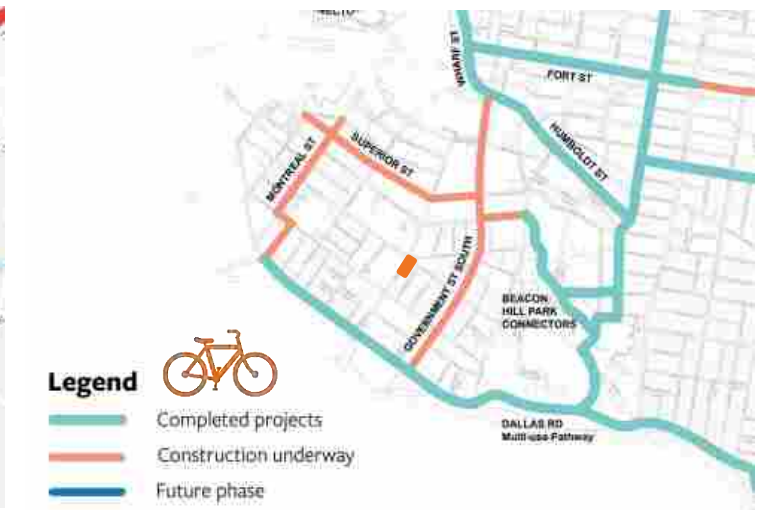 WHARF ST
FORT ST
HUMBOLDT ST
SUPERIOR ST
MONTREAL ST
GOVERNMENT ST SOUTH
BEACON
HILL PARK
CONNECTORS
DALLAS RD
Multi-use Pathway
Legend
Completed projects
Construction underway
Future phase